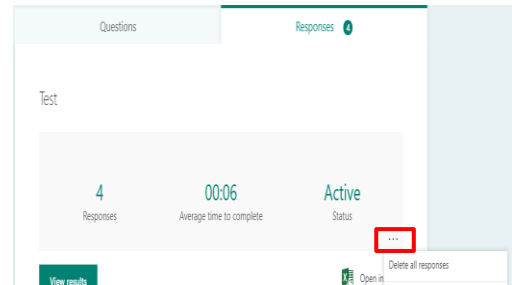 Questions
Responses 4
Test
4
Responses
00:06
Average time to complete
Active
Status
...
Delete all responses
View results
Open in